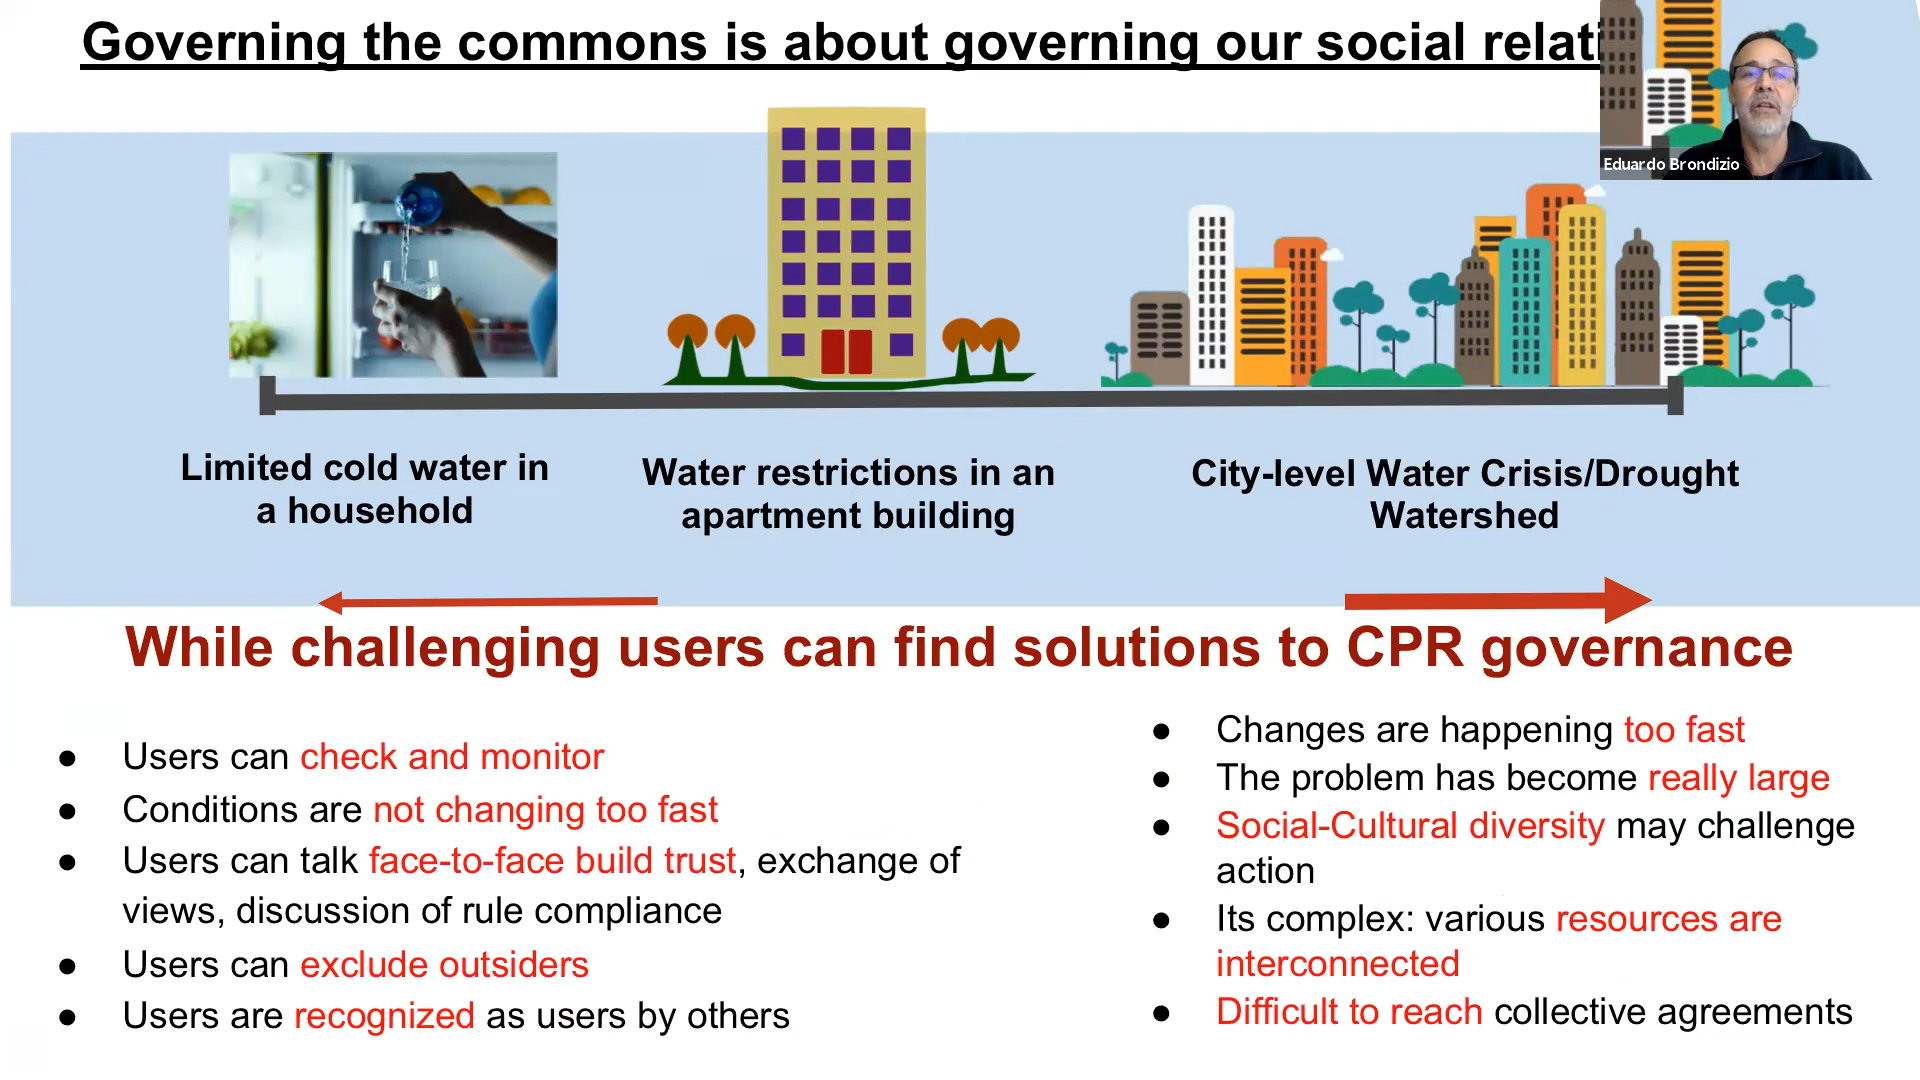 Governing the commons is about governing our social relati
Eduardo Brondizio
Limited cold water in
a household
Water restrictions in an
apartment building
City-level Water Crisis/Drought
Watershed
While challenging users can find solutions to CPR governance
● Users can check and monitor
● Conditions are not changing too fast
● Users can talk face-to-face build trust, exchange of
views, discussion of rule compliance
● Users can exclude outsiders
● Users are recognized as users by others
● Changes are happening too fast
● The problem has become really large
● Social-Cultural diversity may challenge
action
● Its complex: various resources are
interconnected
● Difficult to reach collective agreements